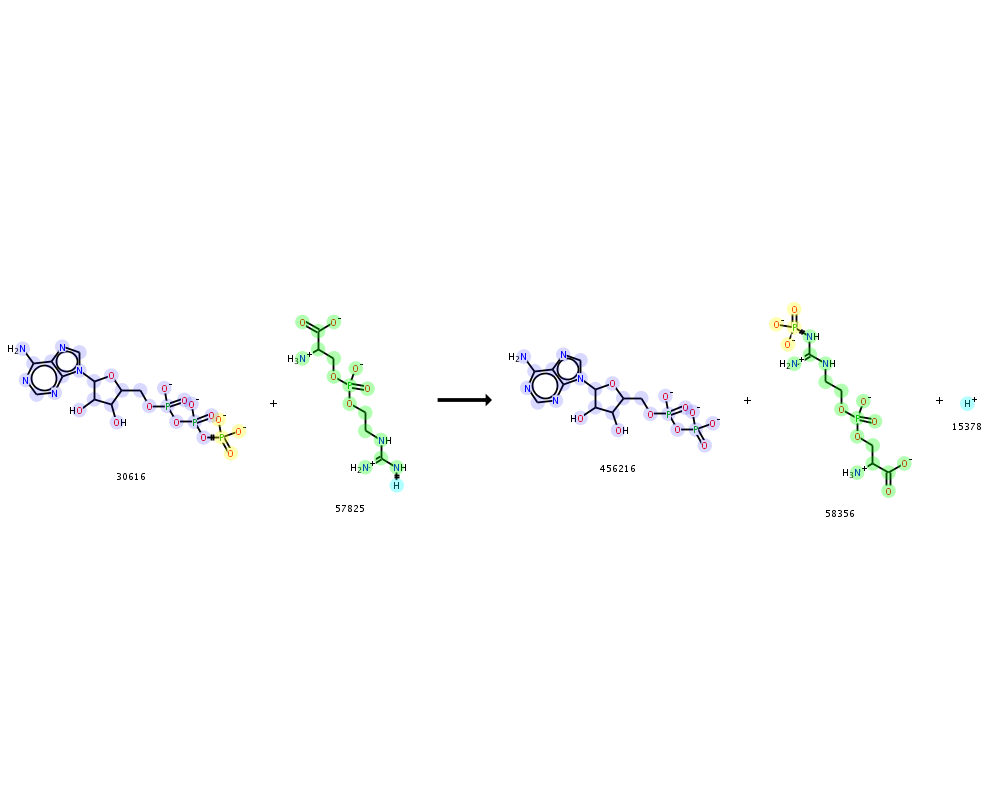 H2N N N N N O HO OH O O- P O O O- P O O O- P O- O
30616
+
O O- H3N+ O O- P O O NH H2N+ NH H
57825
H2N N N N N O HO OH O O- P O O O- P O- O
456216
+
O O- P O- NH H2N+ NH O O- P O O H3N+ O- O
58356
+
H+
15378